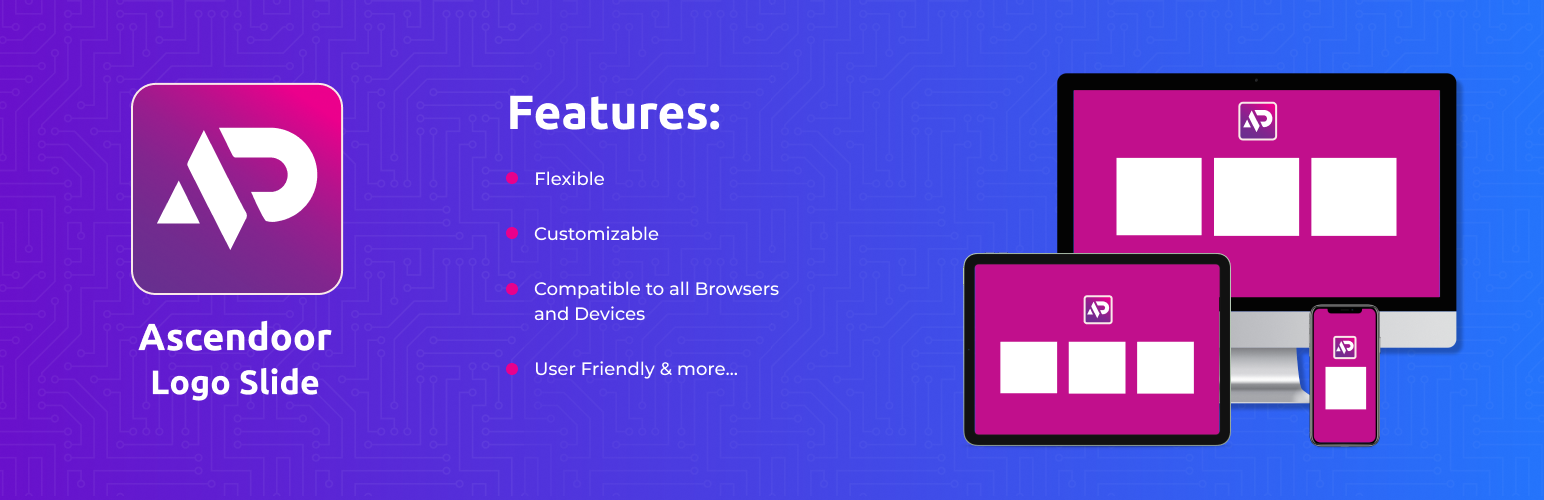 Ascendoor
Logo Slide
Features:
Flexible
Customizable
Compatible to all Browsers
and Devices
User Friendly & more...